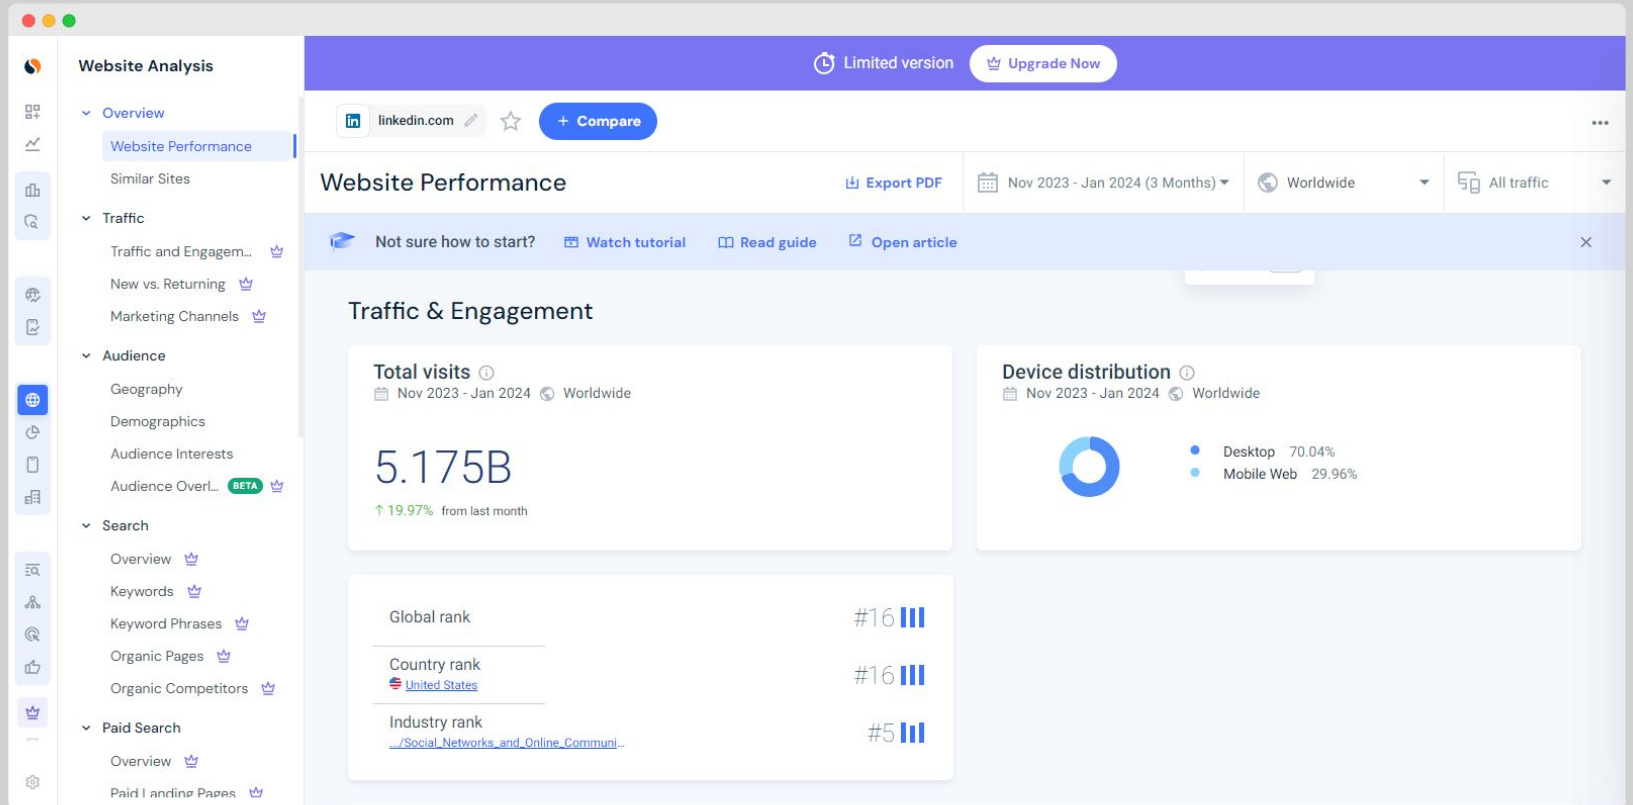 Website Analysis
Overview
Website Performance
Similar Sites
Traffic
Traffic and Engagem...
New vs. Returning
Marketing Channels
Audience
Geography
Demographics
Audience Interests
Audience Overl... BETA
Search
Overview
Keywords
Keyword Phrases
Organic Pages
Organic Competitors
Paid Search
Overview
Paid Landing Pages
Limited version Upgrade Now
linkedin.com + Compare
Website Performance Export PDF Nov 2023 - Jan 2024 (3 Months) Worldwide All traffic
Not sure how to start? Watch tutorial Read guide Open article
Traffic & Engagement
Total visits
Nov 2023 - Jan 2024 Worldwide
5.175B
↑ 19.97% from last month
Device distribution
Nov 2023 - Jan 2024 Worldwide
Desktop 70.04%
Mobile Web 29.96%
Global rank #16
Country rank #16
United States
Industry rank #5
.../Social_Networks_and_Online_Communi...